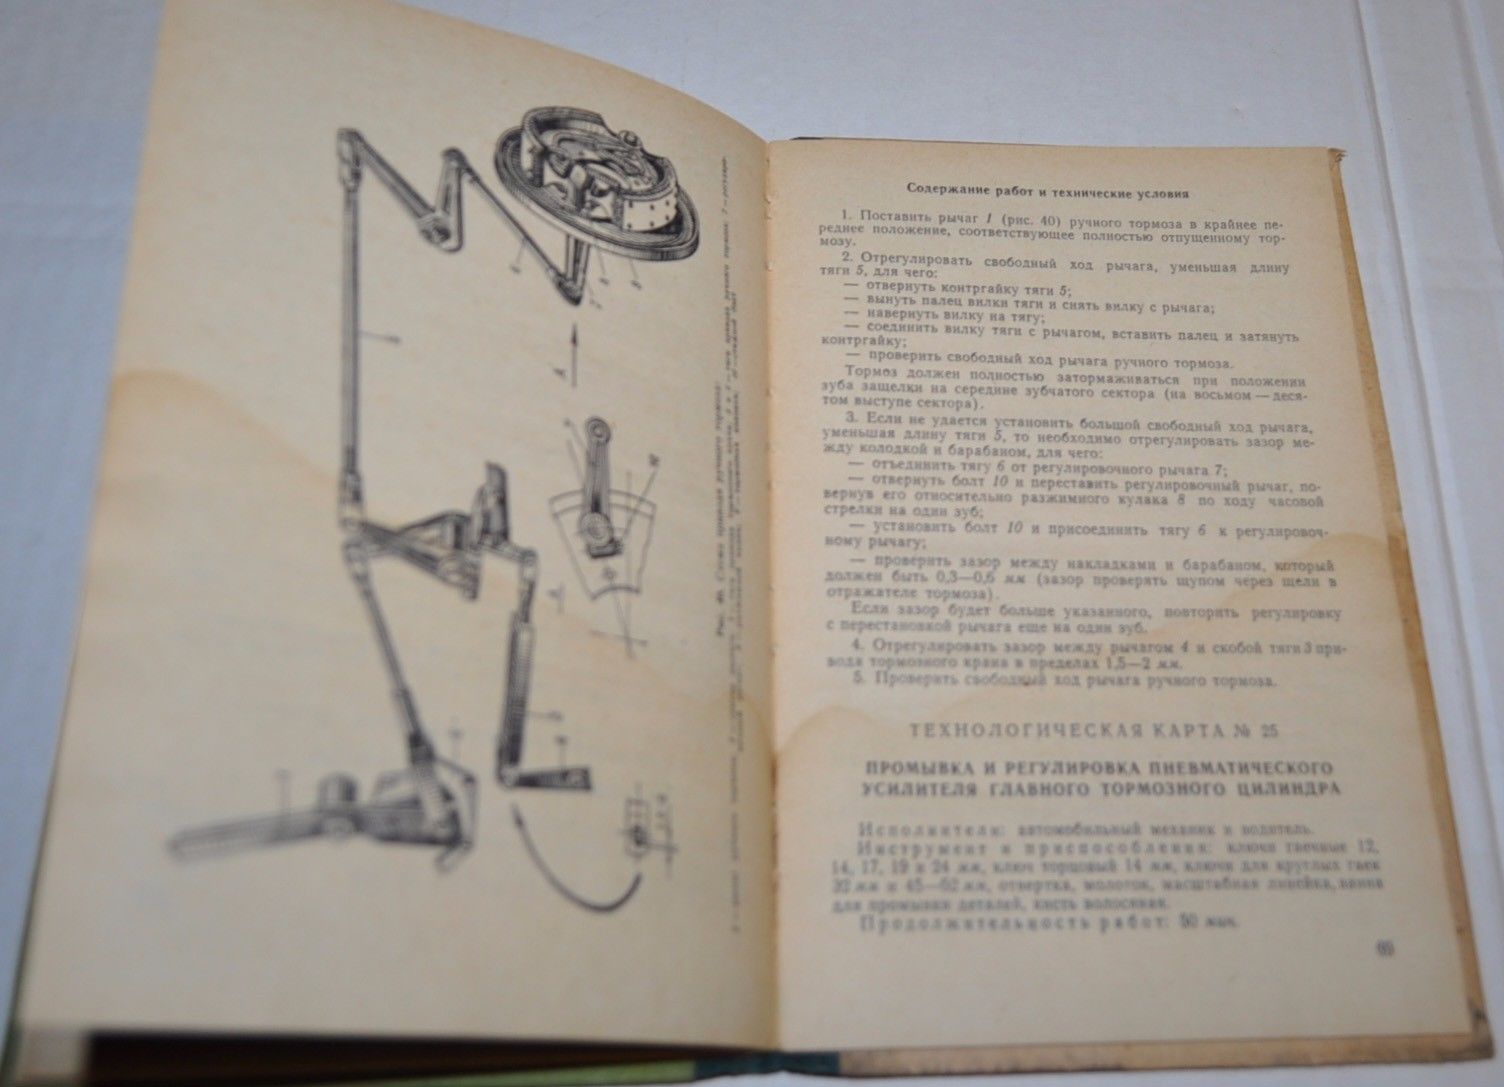 Рис. 40. Схема привода ручного тормоза:
Содержание работ и технические условия
1. Поставить рычаг 1 (рис. 40) ручного тормоза в крайнее пе-
реднее положение, соответствующее полностью отпущенному тор-
мозу.
2. Отрегулировать свободный ход рычага, уменьшая длину
тяги 5, для чего:
— отвернуть контргайку тяги 5;
— вынуть палец вилки тяги и снять вилку с рычага;
— навернуть вилку на тягу;
— соединить вилку тяги с рычагом, вставить палец и затянуть
контргайку;
— проверить свободный ход рычага ручного тормоза.
Тормоз должен полностью затормаживаться при положении
зуба защелки на середине зубчатого сектора (на восьмом — деся-
том выступе сектора).
3. Если не удается установить большой свободный ход рычага,
уменьшая длину тяги 5, то необходимо отрегулировать зазор ме-
жду колодкой и барабаном, для чего:
— отъединить тягу 6 от регулировочного рычага 7;
— отвернуть болт 10 и переставить регулировочный рычаг, по-
вернув его относительно разжимного кулака 8 по ходу часовой
стрелки на один зуб;
— установить болт 10 и присоединить тягу 6 к регулировоч-
ному рычагу;
— проверить зазор между накладками и барабаном, который
должен быть 0,3—0,6 мм (зазор проверять щупом через щели в
отражателе тормоза).
Если зазор будет больше указанного, повторить регулировку
с перестановкой рычага еще на один зуб.
4. Отрегулировать зазор между рычагом 4 и скобой тяги 3 при-
вода тормозного крана в пределах 1,5—2 мм.
5. Проверить свободный ход рычага ручного тормоза.
ТЕХНОЛОГИЧЕСКАЯ КАРТА № 25
ПРОМЫВКА И РЕГУЛИРОВКА ПНЕВМАТИЧЕСКОГО
УСИЛИТЕЛЯ ГЛАВНОГО ТОРМОЗНОГО ЦИЛИНДРА
Исполнители: автомобильный механик и водитель.
Инструмент и приспособления: ключи гаечные 12,
14, 17, 19 и 24 мм, ключ торцовый 14 мм, ключи для круглых гаек
32 мм и 45—52 мм, отвертка, молоток, масштабная линейка, ванна
для промывки деталей, кисть волосяная.
Продолжительность работ: 50 мин.
69